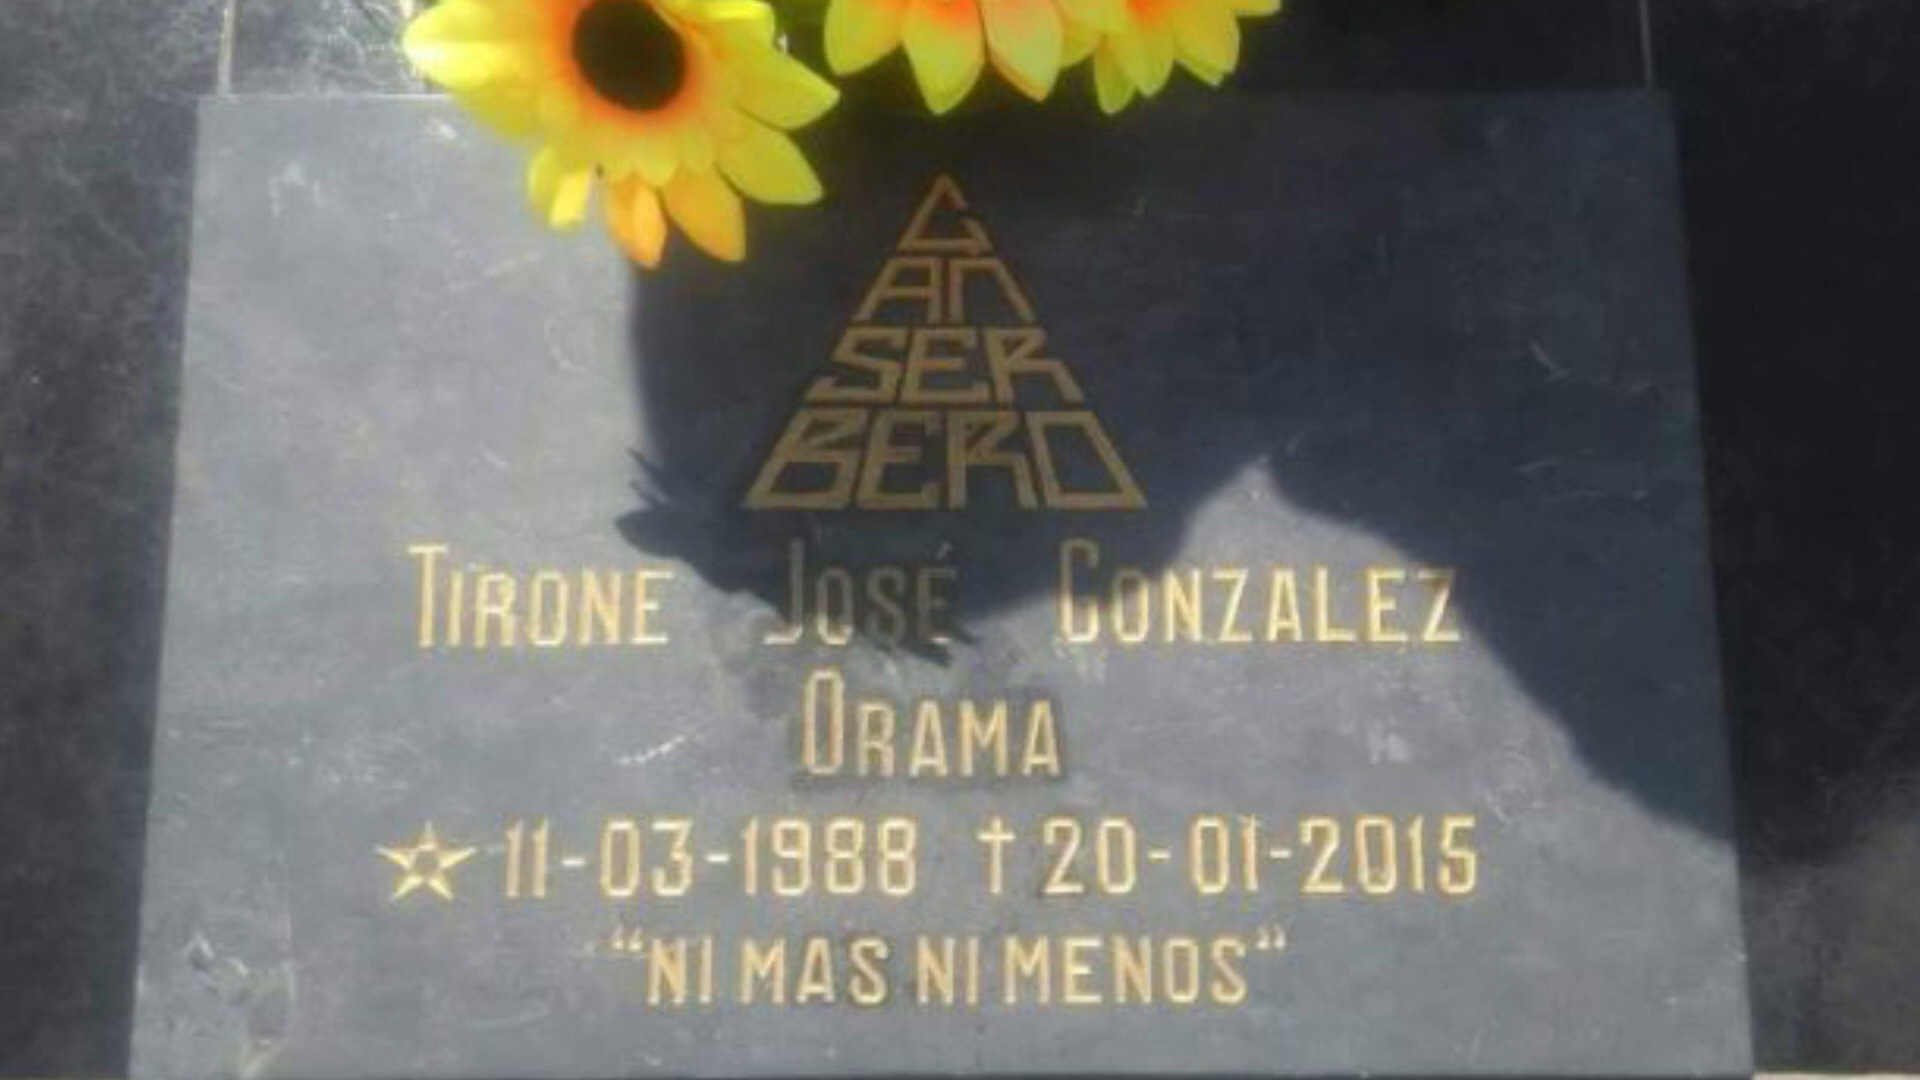 CAN
SER
BERO
TIRONE JOSÉ GONZALEZ
ORAMA
11-03-1988 ✝ 20-01-2015
"NI MAS NI MENOS"